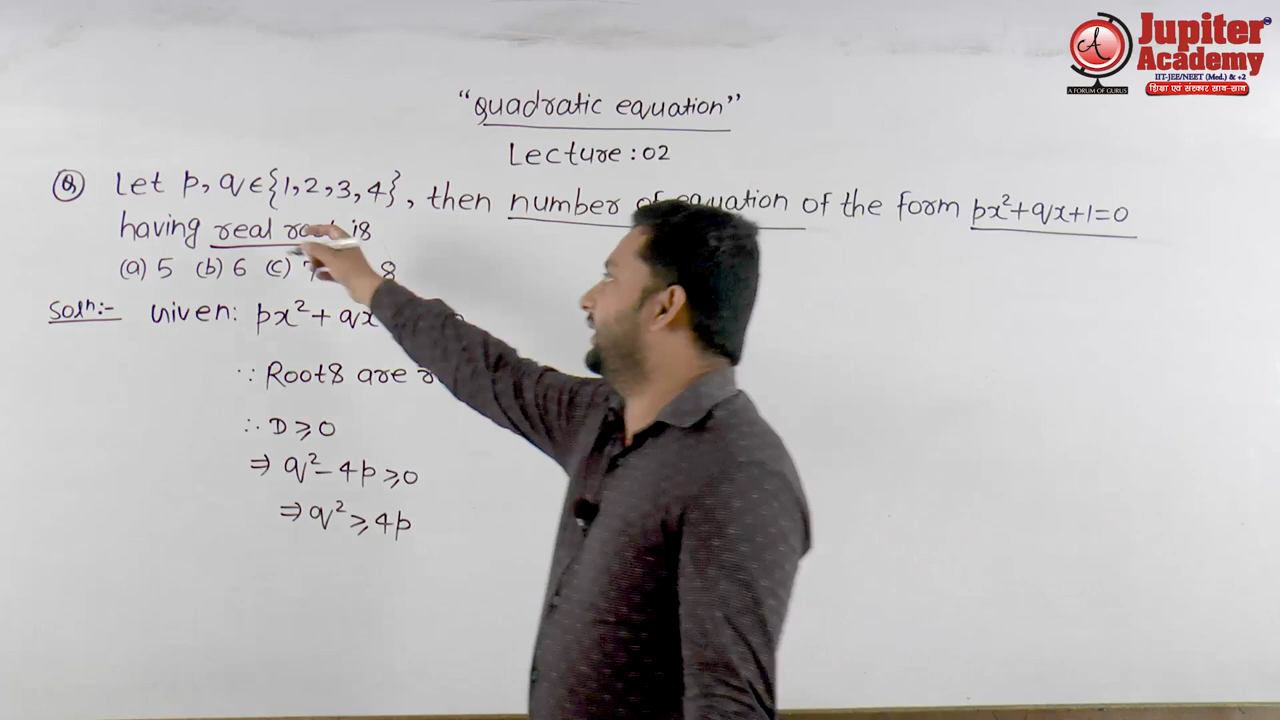 Jupiter
Academy
IIT-JEE/NEET (Med.) & +2
A FORUM OF GURUS
शिक्षा एवं संस्कार साथ-साथ
"Quadratic equation"
Lecture : 02
Q Let p, q ∈ {1, 2, 3, 4}, then number of equation of the form px²+qx+1=0
having real is
(a) 5 (b) 6 (c) 8
Solⁿ:- Given: px² + qx
∵ Roots are
∴ D ≥ 0
⇒ q² – 4p ≥ 0
⇒ q² ≥ 4p